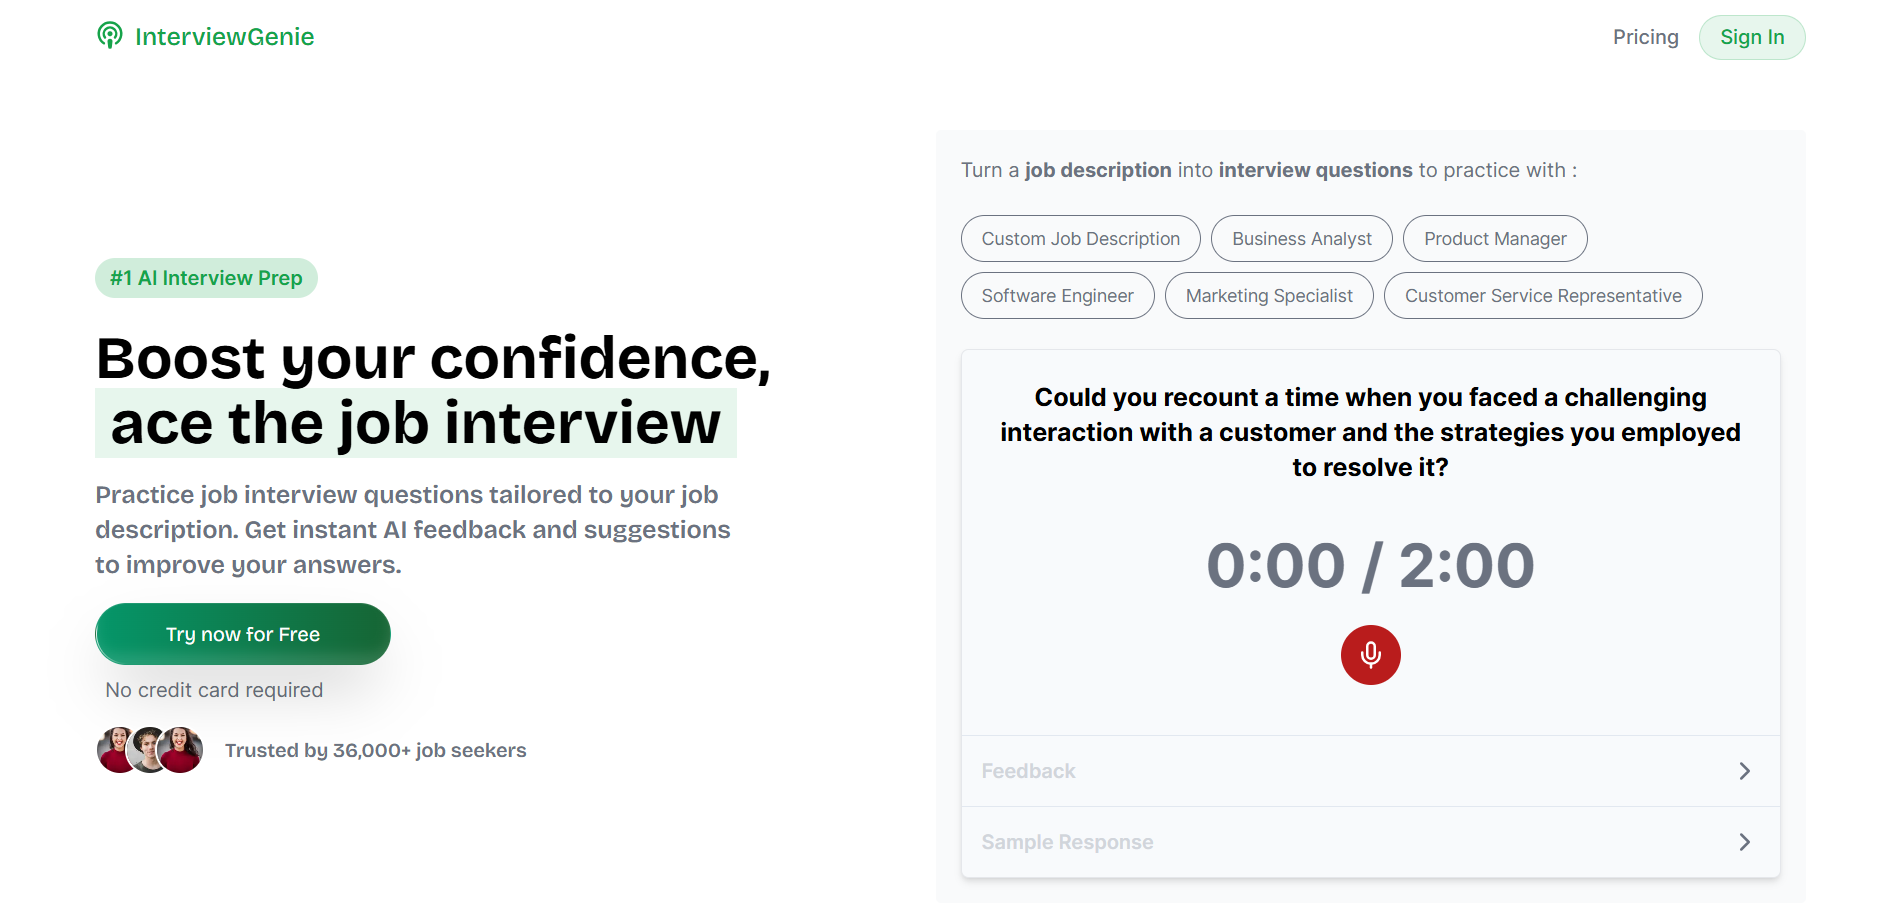 InterviewGenie
Pricing
Sign In
#1 AI Interview Prep
Boost your confidence,
ace the job interview
Practice job interview questions tailored to your job
description. Get instant AI feedback and suggestions
to improve your answers.
Try now for Free
No credit card required
Trusted by 36,000+ job seekers
Turn a job description into interview questions to practice with :
Custom Job Description
Business Analyst
Product Manager
Software Engineer
Marketing Specialist
Customer Service Representative
Could you recount a time when you faced a challenging
interaction with a customer and the strategies you employed
to resolve it?
0:00 / 2:00
Feedback
Sample Response